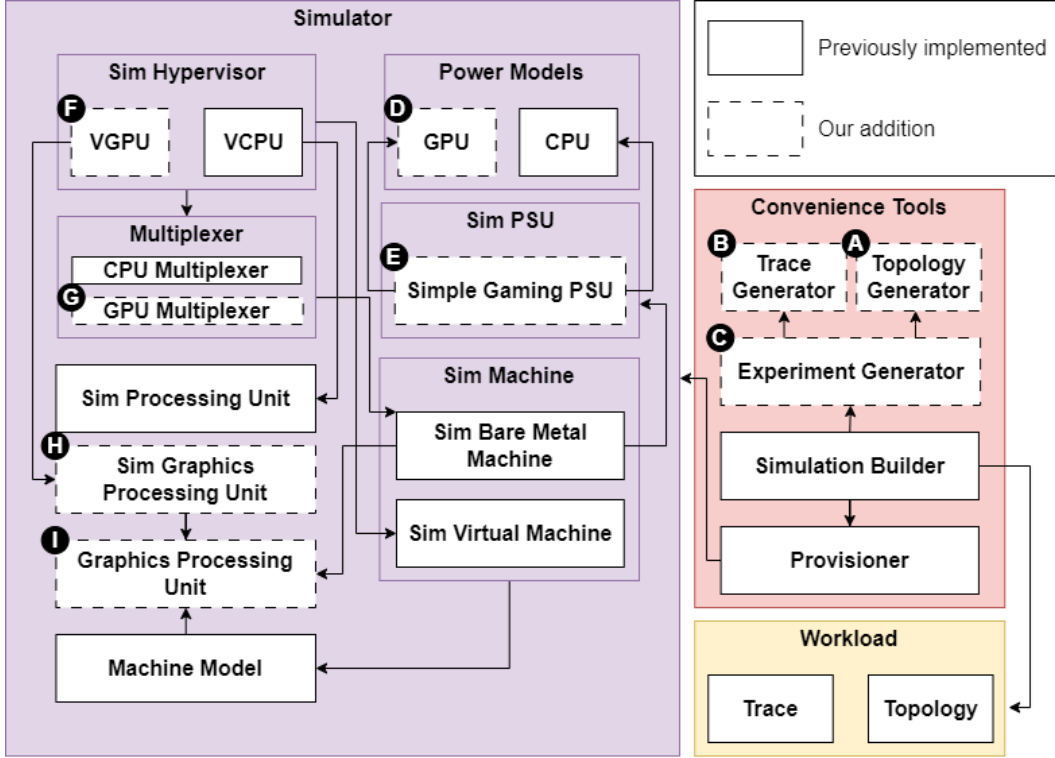 Simulator
Sim Hypervisor
F
VGPU
VCPU
Multiplexer
CPU Multiplexer
G
GPU Multiplexer
Sim Processing Unit
H
Sim Graphics
Processing Unit
I
Graphics Processing
Unit
Machine Model
Power Models
D
GPU
CPU
Sim PSU
E
Simple Gaming PSU
Sim Machine
Sim Bare Metal
Machine
Sim Virtual Machine
Previously implemented
Our addition
Convenience Tools
B
Trace
Generator
A
Topology
Generator
C
Experiment Generator
Simulation Builder
Provisioner
Workload
Trace
Topology